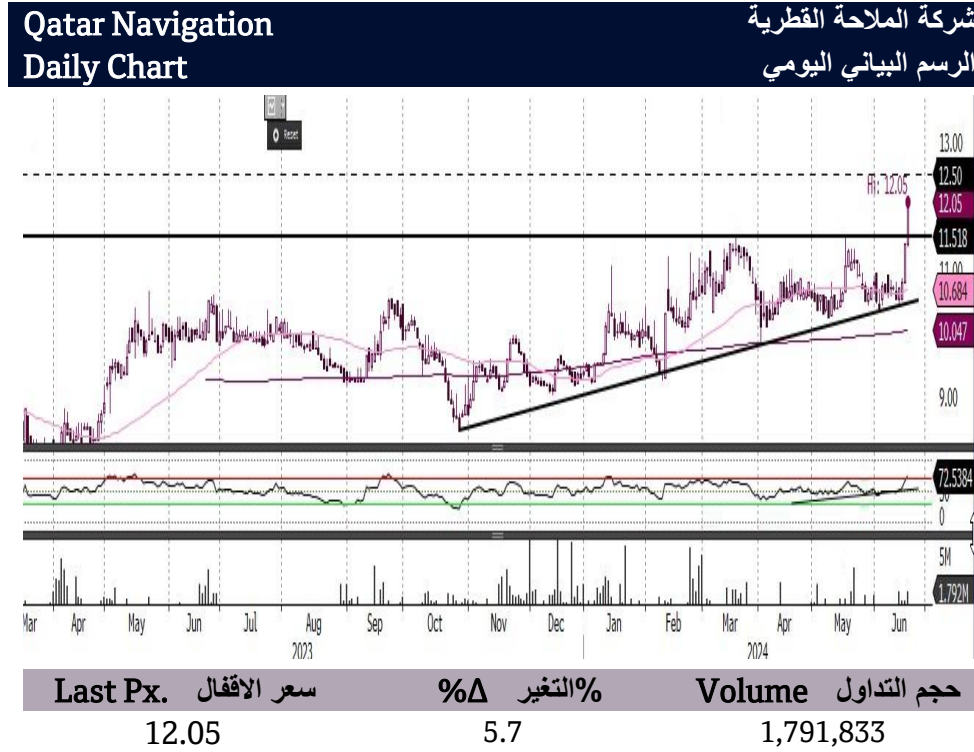 Qatar Navigation
شركة الملاحة القطرية
Daily Chart
الرسم البياني اليومي
Reset
13.00
12.50
Hi: 12.05
12.05
11.518
11.00
10.684
10.047
9.00
72.5384
0
5M
1.792M
Mar Apr May Jun Jul Aug Sep Oct Nov Dec Jan Feb Mar Apr May Jun
2023 2024
Last Px. سعر الاقفال %Δ التغير% Volume حجم التداول
12.05 5.7 1,791,833